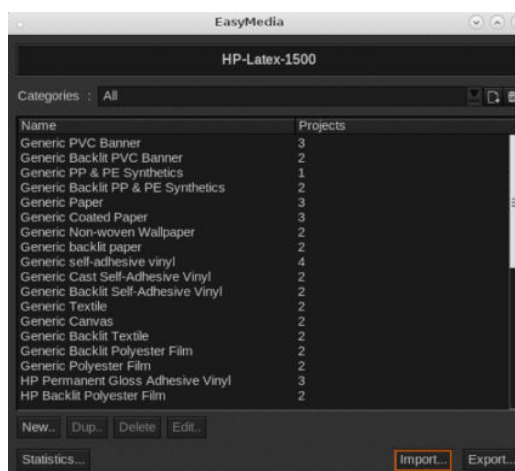 EasyMedia
HP-Latex-1500
Categories : All
Name Projects
Generic PVC Banner 3
Generic Backlit PVC Banner 2
Generic PP & PE Synthetics 1
Generic Backlit PP & PE Synthetics 2
Generic Paper 3
Generic Coated Paper 3
Generic Non-woven Wallpaper 2
Generic backlit paper 2
Generic self-adhesive vinyl 4
Generic Cast Self-Adhesive Vinyl 2
Generic Backlit Self-Adhesive Vinyl 2
Generic Textile 2
Generic Canvas 2
Generic Backlit Textile 2
Generic Backlit Polyester Film 2
Generic Polyester Film 2
HP Permanent Gloss Adhesive Vinyl 3
HP Backlit Polyester Film 2
New.. Dup.. Delete Edit..
Statistics... Import... Export...